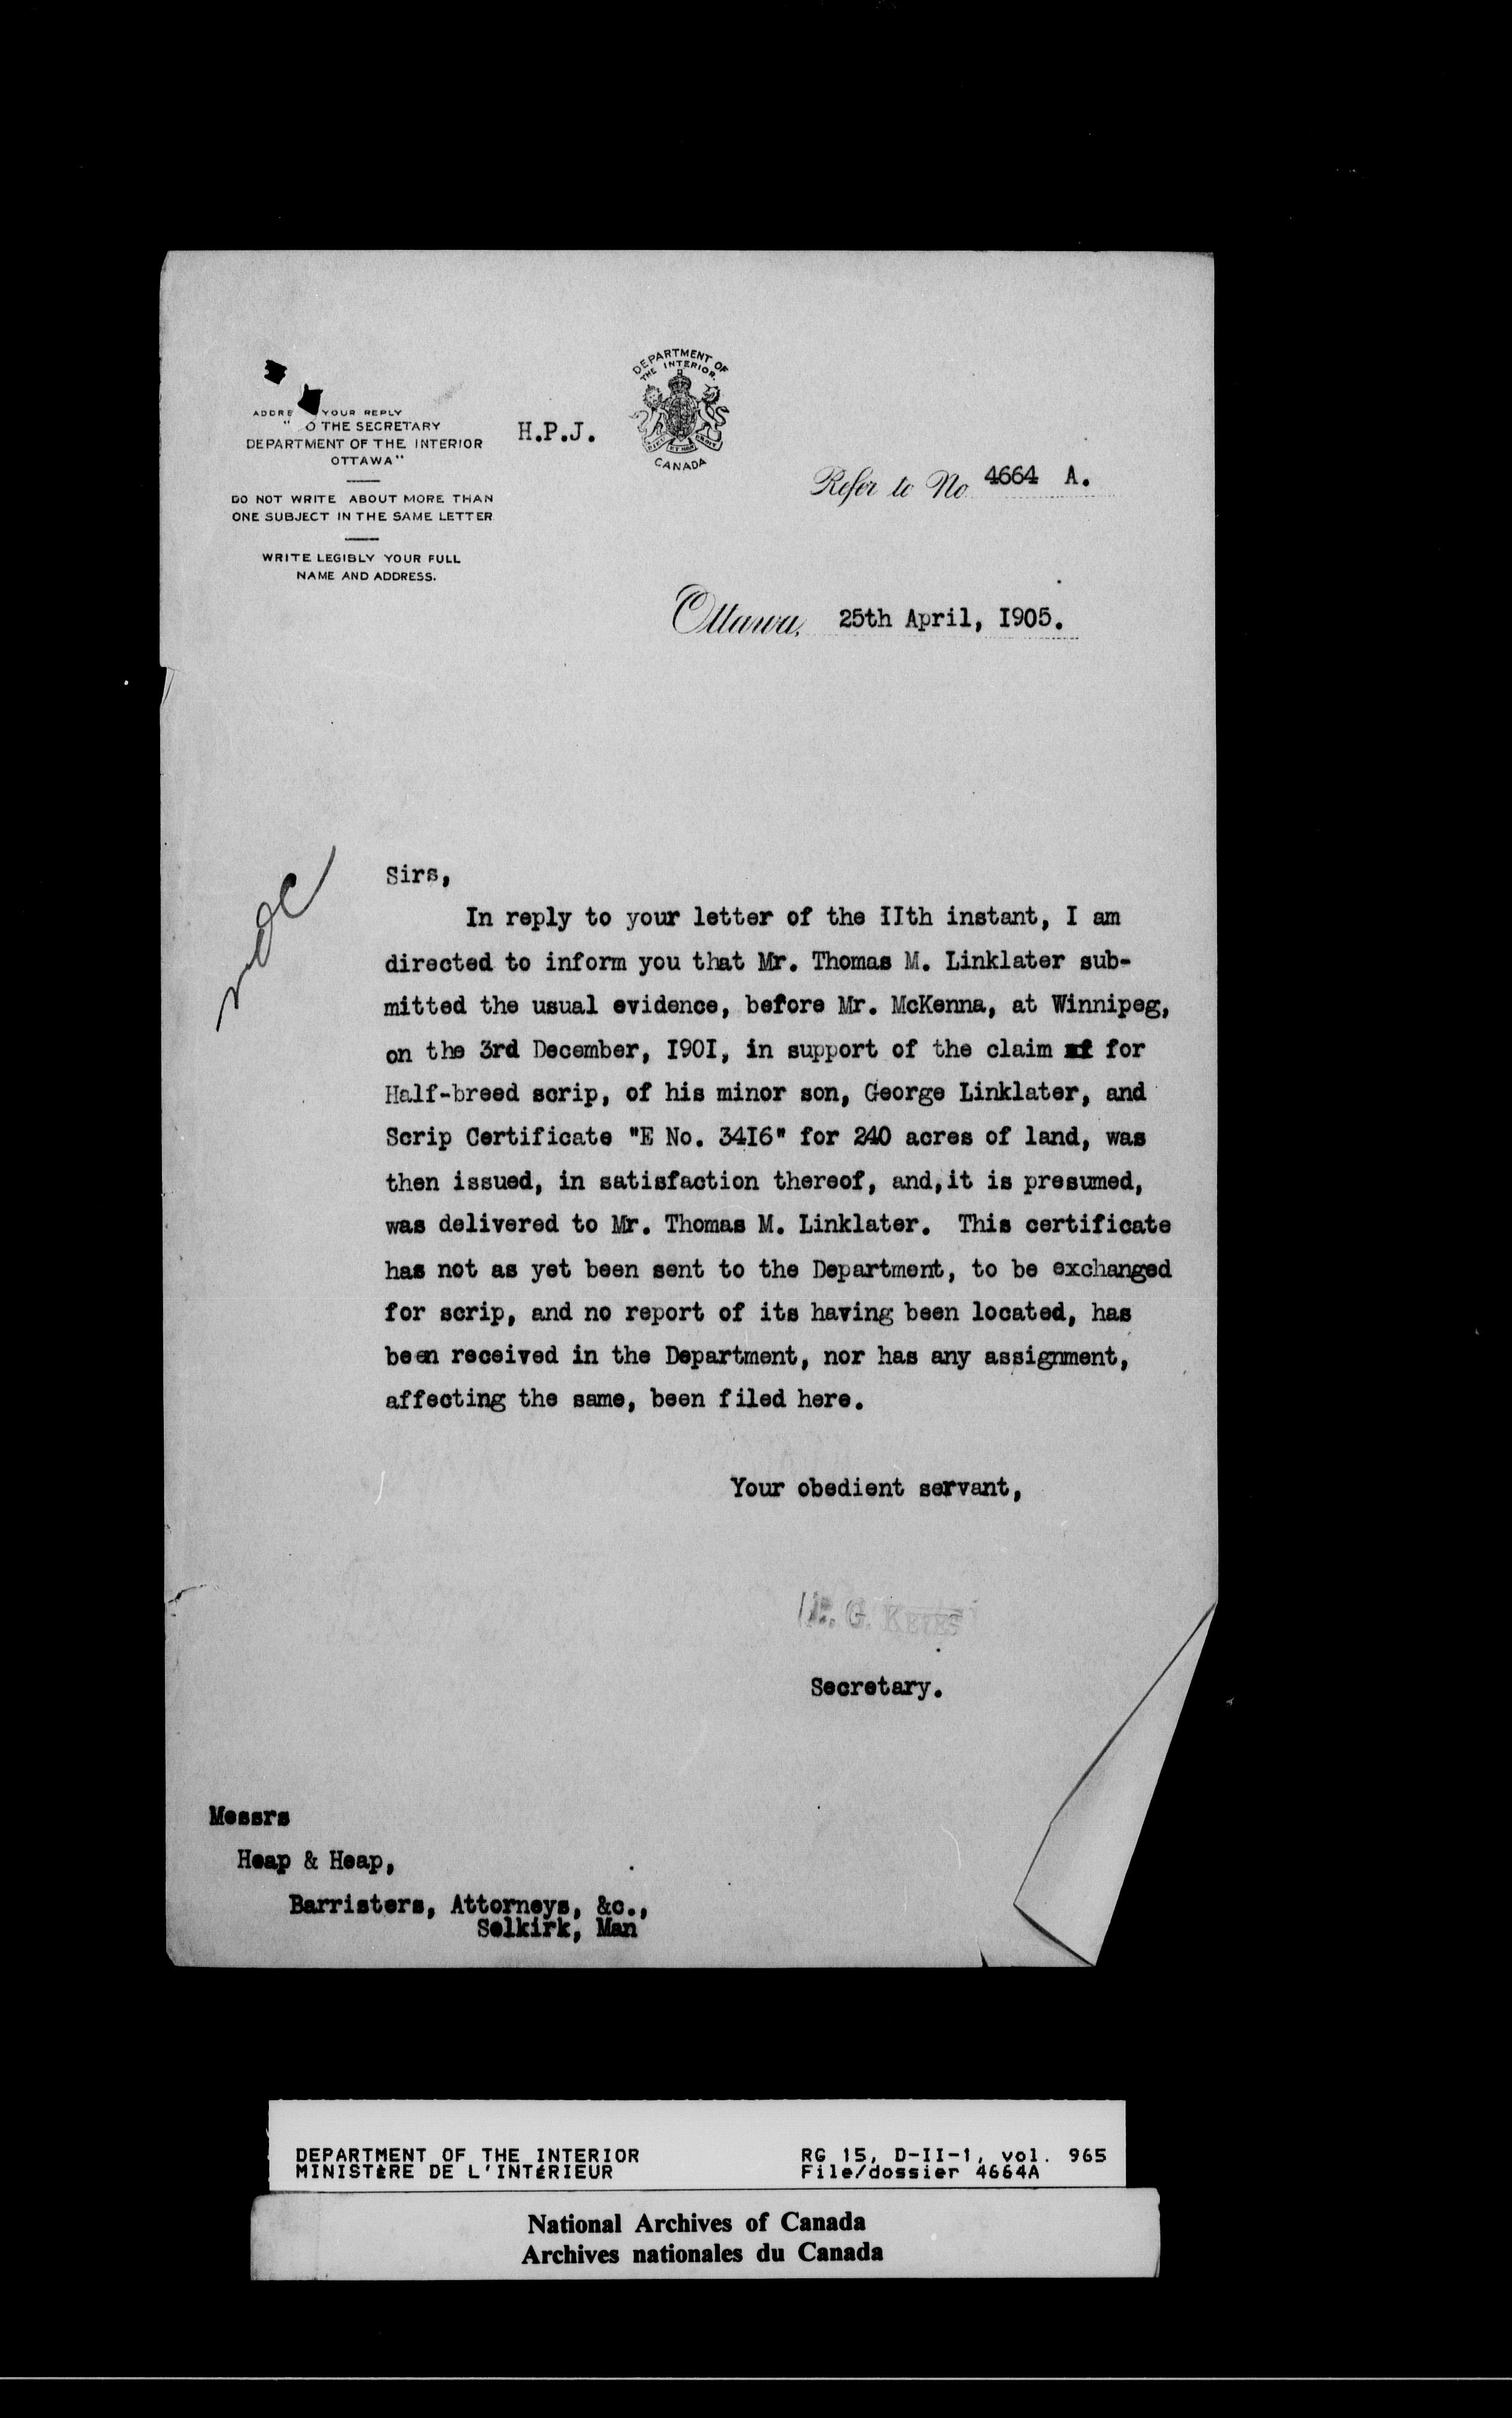 ADDRE YOUR REPLY
" O THE SECRETARY
DEPARTMENT OF THE INTERIOR
OTTAWA"
DO NOT WRITE ABOUT MORE THAN
ONE SUBJECT IN THE SAME LETTER
WRITE LEGIBLY YOUR FULL
NAME AND ADDRESS.
H.P.J.
DEPARTMENT OF
THE INTERIOR.
CANADA
Refer to No 4664 A.
Ottawa, 25th April, I905.
Sirs,
In reply to your letter of the IIth instant, I am
directed to inform you that Mr. Thomas M. Linklater sub-
mitted the usual evidence, before Mr. McKenna, at Winnipeg,
on the 3rd December, I90I, in support of the claim for
Half-breed scrip, of his minor son, George Linklater, and
Scrip Certificate "E No. 34I6" for 240 acres of land, was
then issued, in satisfaction thereof, and, it is presumed,
was delivered to Mr. Thomas M. Linklater. This certificate
has not as yet been sent to the Department, to be exchanged
for scrip, and no report of its having been located, has
been received in the Department, nor has any assignment,
affecting the same, been filed here.
Your obedient servant,
G. KEYES
Secretary.
Messrs
Heap & Heap,
Barristers, Attorneys, &c.,
Selkirk, Man
DEPARTMENT OF THE INTERIOR
MINISTÈRE DE L'INTÉRIEUR
RG 15, D-II-1, vol. 965
File/dossier 4664A
National Archives of Canada
Archives nationales du Canada